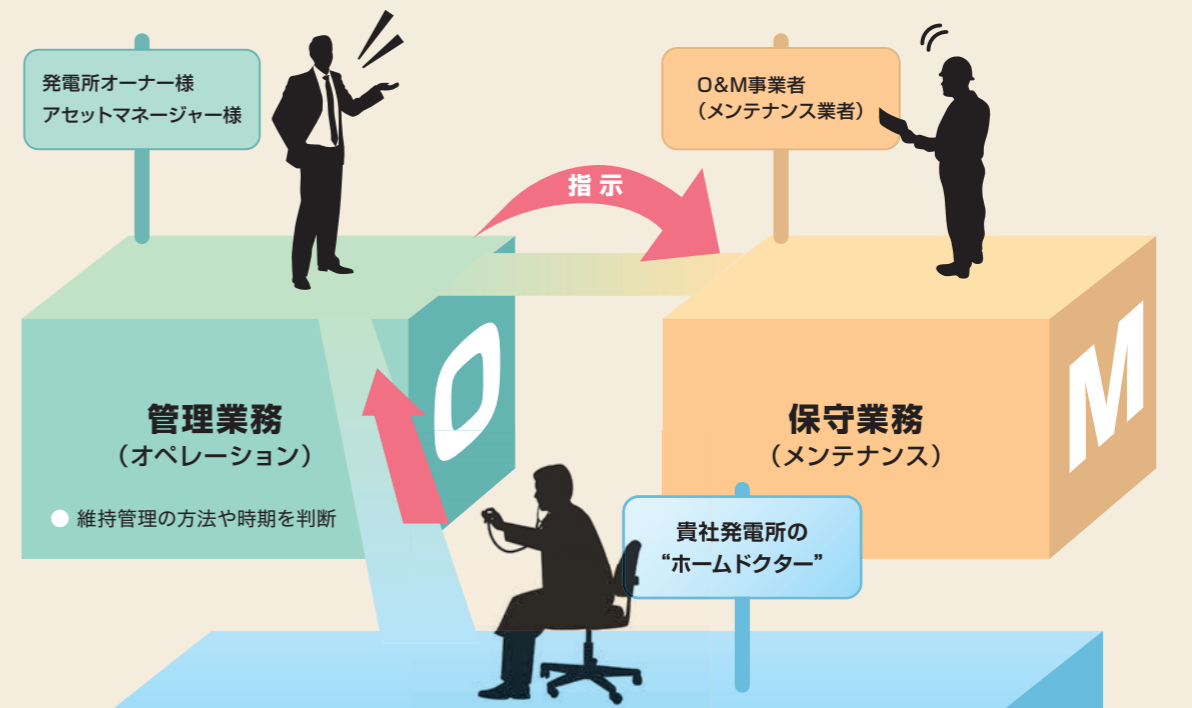 発電所オーナー様
アセットマネージャー様
O&M事業者
（メンテナンス業者）
指示
O
M
管理業務
（オペレーション）
● 維持管理の方法や時期を判断
保守業務
（メンテナンス）
貴社発電所の
“ホームドクター”